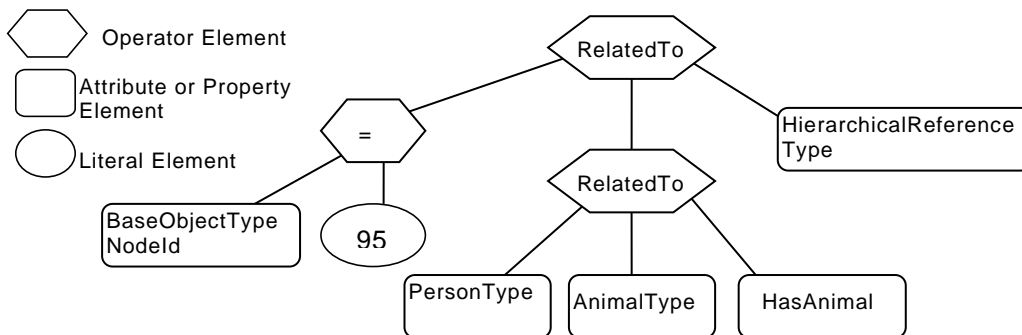 Operator Element
Attribute or Property
Element
Literal Element
RelatedTo
=
HierarchicalReference
Type
BaseObjectType
NodeId
95
RelatedTo
PersonType
AnimalType
HasAnimal